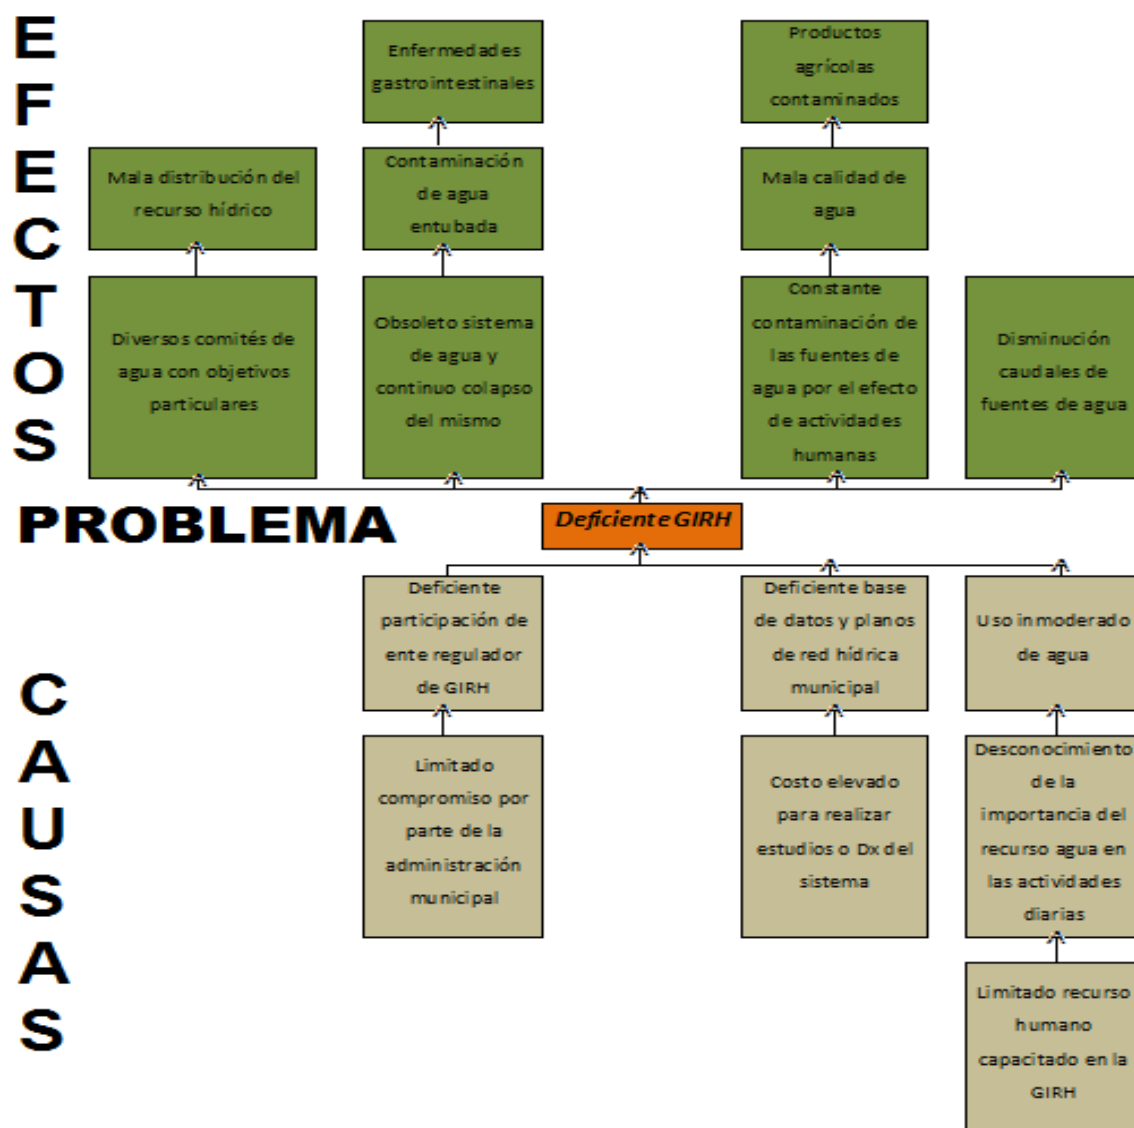 EFECTOS
Enfermedades
gastrointestinales
Productos
agrícolas
contaminados
Mala distribución del
recurso hídrico
Contaminación
de agua
entubada
Mala calidad de
agua
Diversos comités de
agua con objetivos
particulares
Obsoleto sistema
de agua y
continuo colapso
del mismo
Constante
contaminación de
las fuentes de
agua por el efecto
de actividades
humanas
Disminución
caudales de
fuentes de agua
PROBLEMA
Deficiente GIRH
CAUSAS
Deficiente
participación de
ente regulador
de GIRH
Deficiente base
de datos y planos
de red hídrica
municipal
Uso inmoderado
de agua
Limitado
compromiso por
parte de la
administración
municipal
Costo elevado
para realizar
estudios o Dx del
sistema
Desconocimiento
de la
importancia del
recurso agua en
las actividades
diarias
Limitado recurso
humano
capacitado en la
GIRH